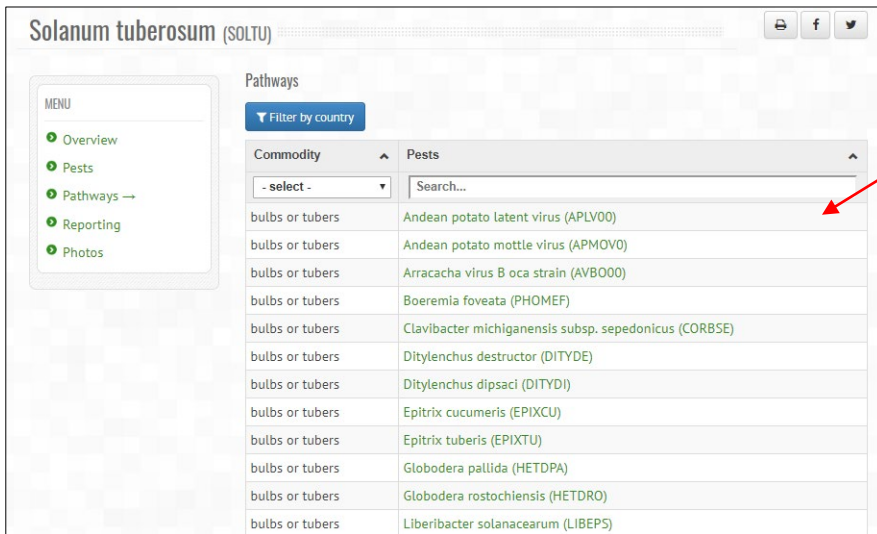 Solanum tuberosum (SOLTU)
MENU
Overview
Pests
Pathways →
Reporting
Photos
Pathways
Filter by country
Commodity Pests
- select - Search...
bulbs or tubers Andean potato latent virus (APLV00)
bulbs or tubers Andean potato mottle virus (APMOV0)
bulbs or tubers Arracacha virus B oca strain (AVBO00)
bulbs or tubers Boeremia foveata (PHOMEF)
bulbs or tubers Clavibacter michiganensis subsp. sepedonicus (CORBSE)
bulbs or tubers Ditylenchus destructor (DITYDE)
bulbs or tubers Ditylenchus dipsaci (DITYDI)
bulbs or tubers Epitrix cucumeris (EPIXCU)
bulbs or tubers Epitrix tuberis (EPIXTU)
bulbs or tubers Globodera pallida (HETDPA)
bulbs or tubers Globodera rostochiensis (HETDRO)
bulbs or tubers Liberibacter solanacearum (LIBEPS)